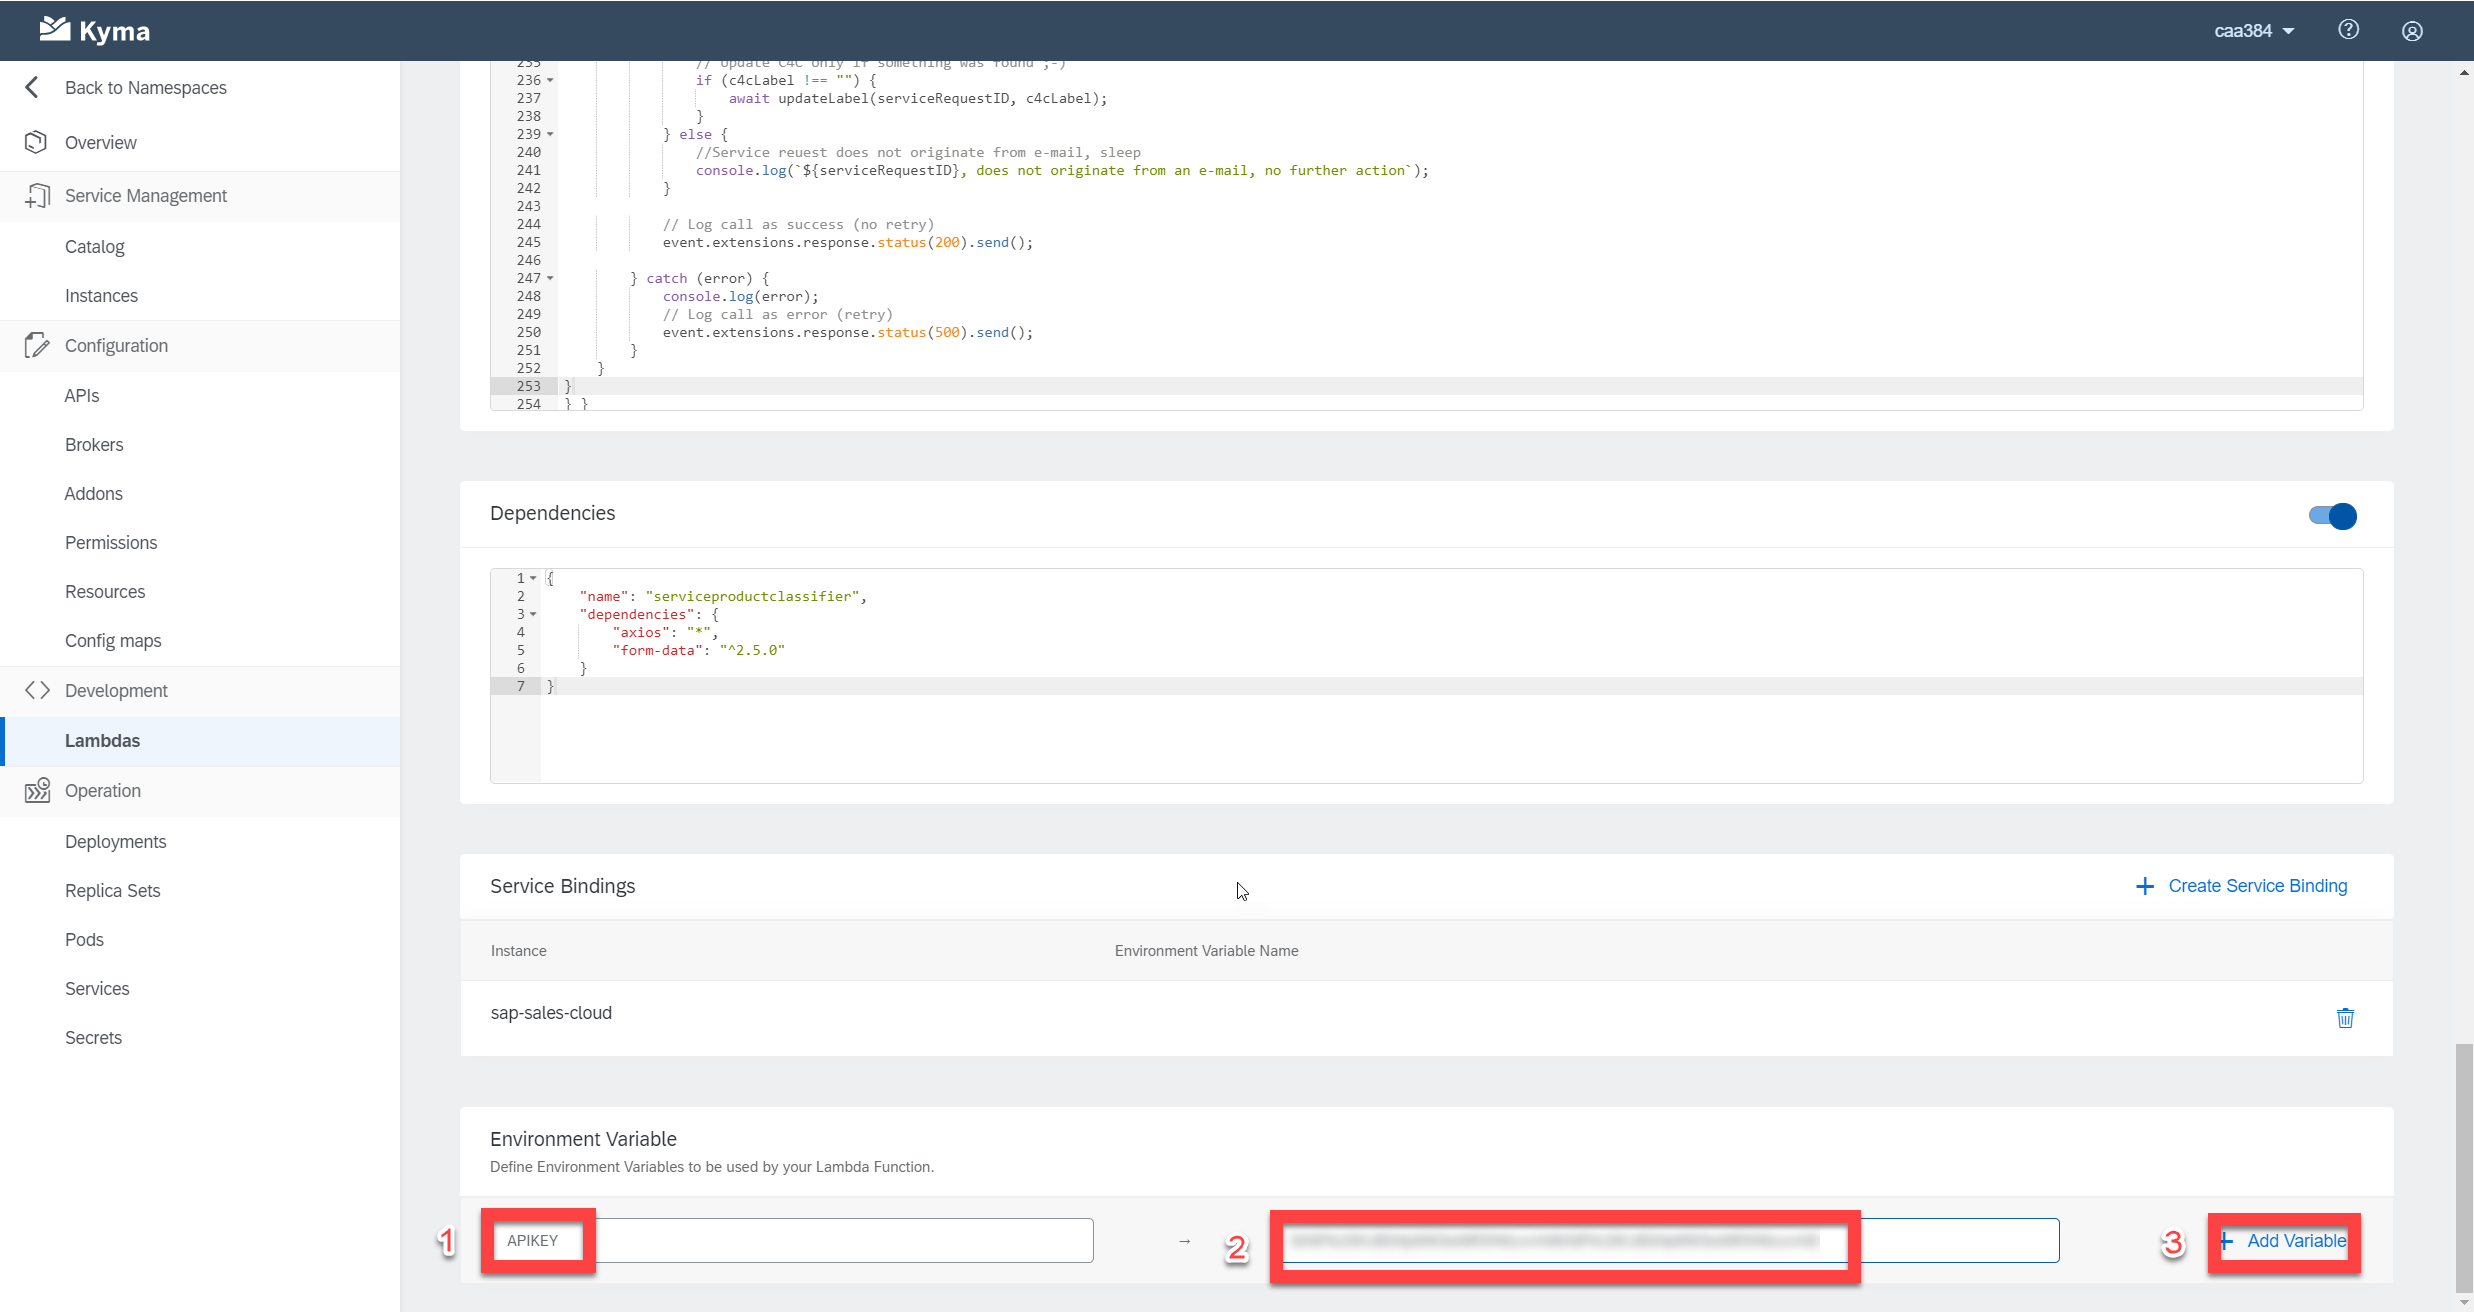 Kyma
caa384
Back to Namespaces
Overview
Service Management
Catalog
Instances
Configuration
APIs
Brokers
Addons
Permissions
Resources
Config maps
Development
Lambdas
Operation
Deployments
Replica Sets
Pods
Services
Secrets
235 // Update C4C only if something was found ;-)
236 if (c4cLabel !== "") {
237 await updateLabel(serviceRequestID, c4cLabel);
238 }
239 } else {
240 //Service reuest does not originate from e-mail, sleep
241 console.log(`${serviceRequestID}, does not originate from an e-mail, no further action`);
242 }
243
244 // Log call as success (no retry)
245 event.extensions.response.status(200).send();
246
247 } catch (error) {
248 console.log(error);
249 // Log call as error (retry)
250 event.extensions.response.status(500).send();
251 }
252 }
253 }
254 } }
Dependencies
1 {
2 "name": "serviceproductclassifier",
3 "dependencies": {
4 "axios": "*",
5 "form-data": "^2.5.0"
6 }
7 }
Service Bindings
+ Create Service Binding
Instance Environment Variable Name
sap-sales-cloud
Environment Variable
Define Environment Variables to be used by your Lambda Function.
1 APIKEY → 2 3 + Add Variable